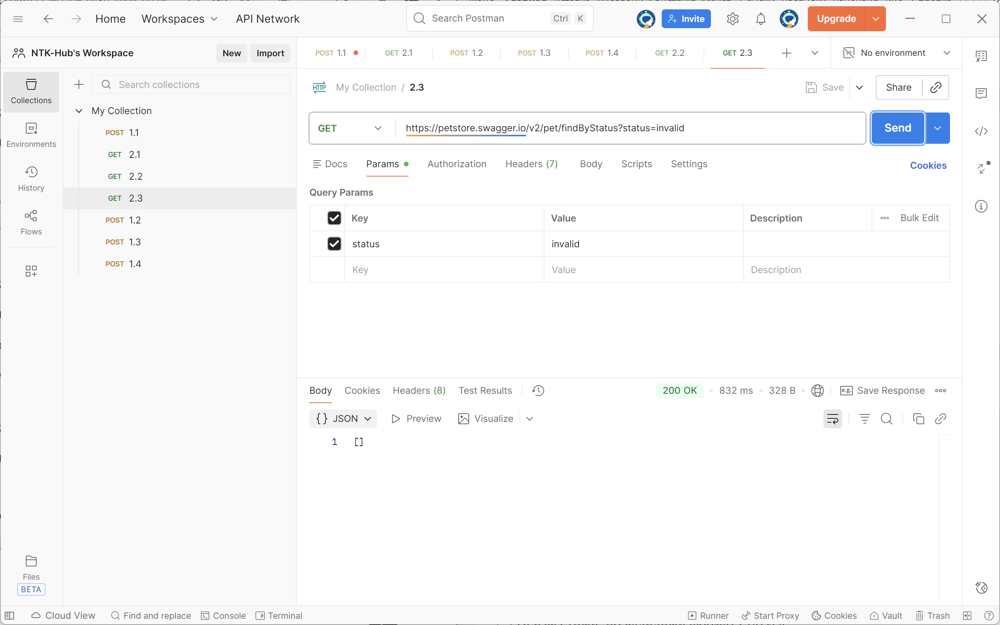 Home Workspaces API Network Search Postman Ctrl K Invite Upgrade
NTK-Hub's Workspace New Import
POST 1.1 GET 2.1 POST 1.2 POST 1.3 POST 1.4 GET 2.2 GET 2.3 No environment
Collections
Environments
History
Flows
Files
BETA
Search collections
My Collection
POST 1.1
GET 2.1
GET 2.2
GET 2.3
POST 1.2
POST 1.3
POST 1.4
HTTP My Collection / 2.3 Save Share
GET https://petstore.swagger.io/v2/pet/findByStatus?status=invalid Send
Docs Params Authorization Headers (7) Body Scripts Settings Cookies
Query Params
Key Value Description Bulk Edit
status invalid
Key Value Description
Body Cookies Headers (8) Test Results 200 OK 832 ms 328 B e.g. Save Response
{} JSON Preview Visualize
1 []
Cloud View Find and replace Console Terminal Runner Start Proxy Cookies Vault Trash